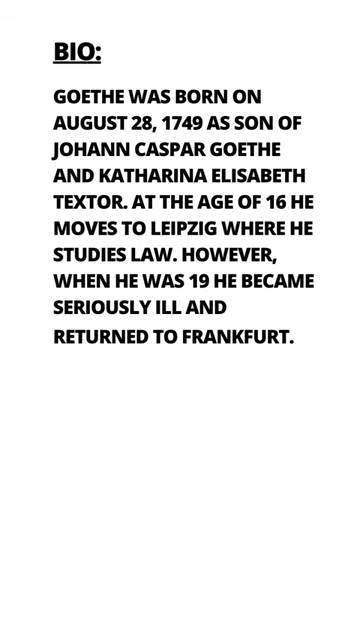 BIO:
GOETHE WAS BORN ON
AUGUST 28, 1749 AS SON OF
JOHANN CASPAR GOETHE
AND KATHARINA ELISABETH
TEXTOR. AT THE AGE OF 16 HE
MOVES TO LEIPZIG WHERE HE
STUDIES LAW. HOWEVER,
WHEN HE WAS 19 HE BECAME
SERIOUSLY ILL AND
RETURNED TO FRANKFURT.